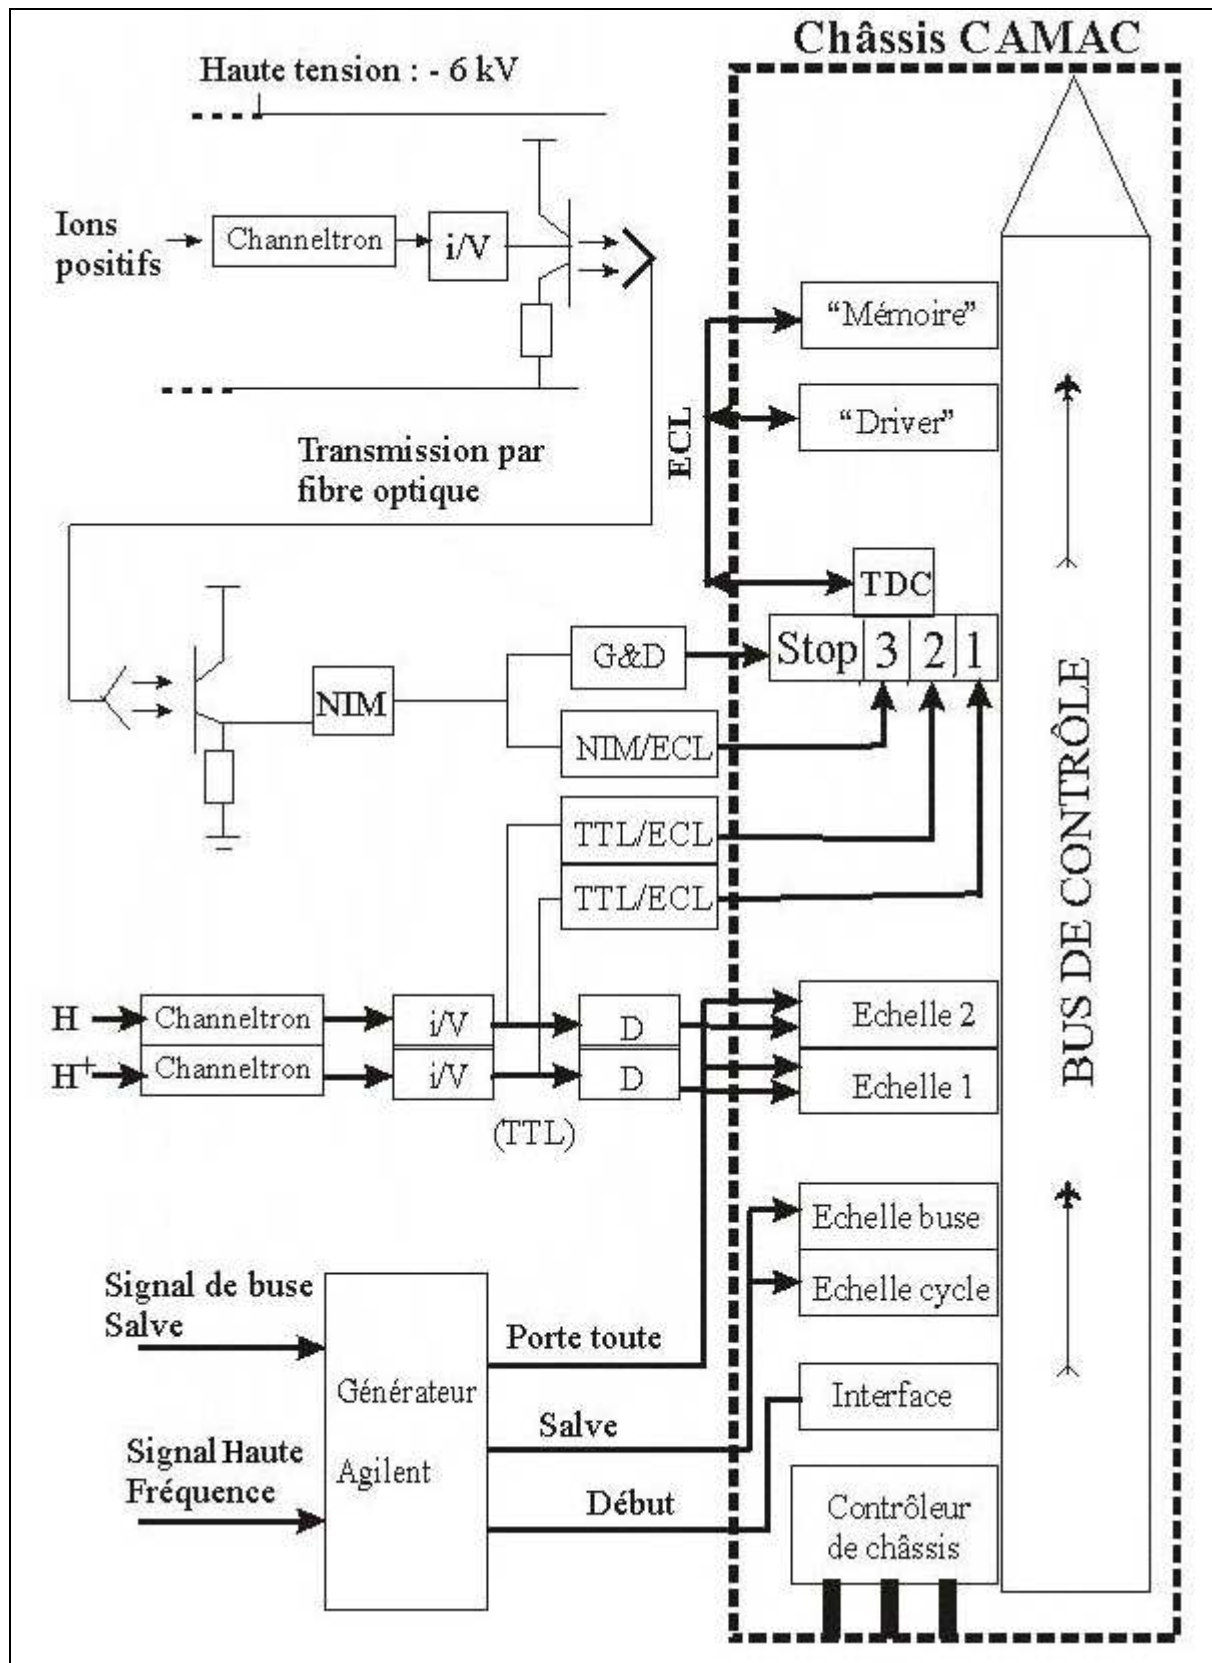 Châssis CAMAC
Haute tension : - 6 kV
Ions
positifs
Channeltron
i/V
“Mémoire”
“Driver”
ECL
Transmission par
fibre optique
TDC
Stop 3 2 1
G&D
NIM
NIM/ECL
TTL/ECL
TTL/ECL
BUS DE CONTRÔLE
H
Channeltron
i/V
D
Echelle 2
H+
Channeltron
i/V
D
Echelle 1
(TTL)
Echelle buse
Echelle cycle
Signal de buse
Salve
Porte toute
Générateur
Agilent
Salve
Interface
Signal Haute
Fréquence
Début
Contrôleur
de châssis